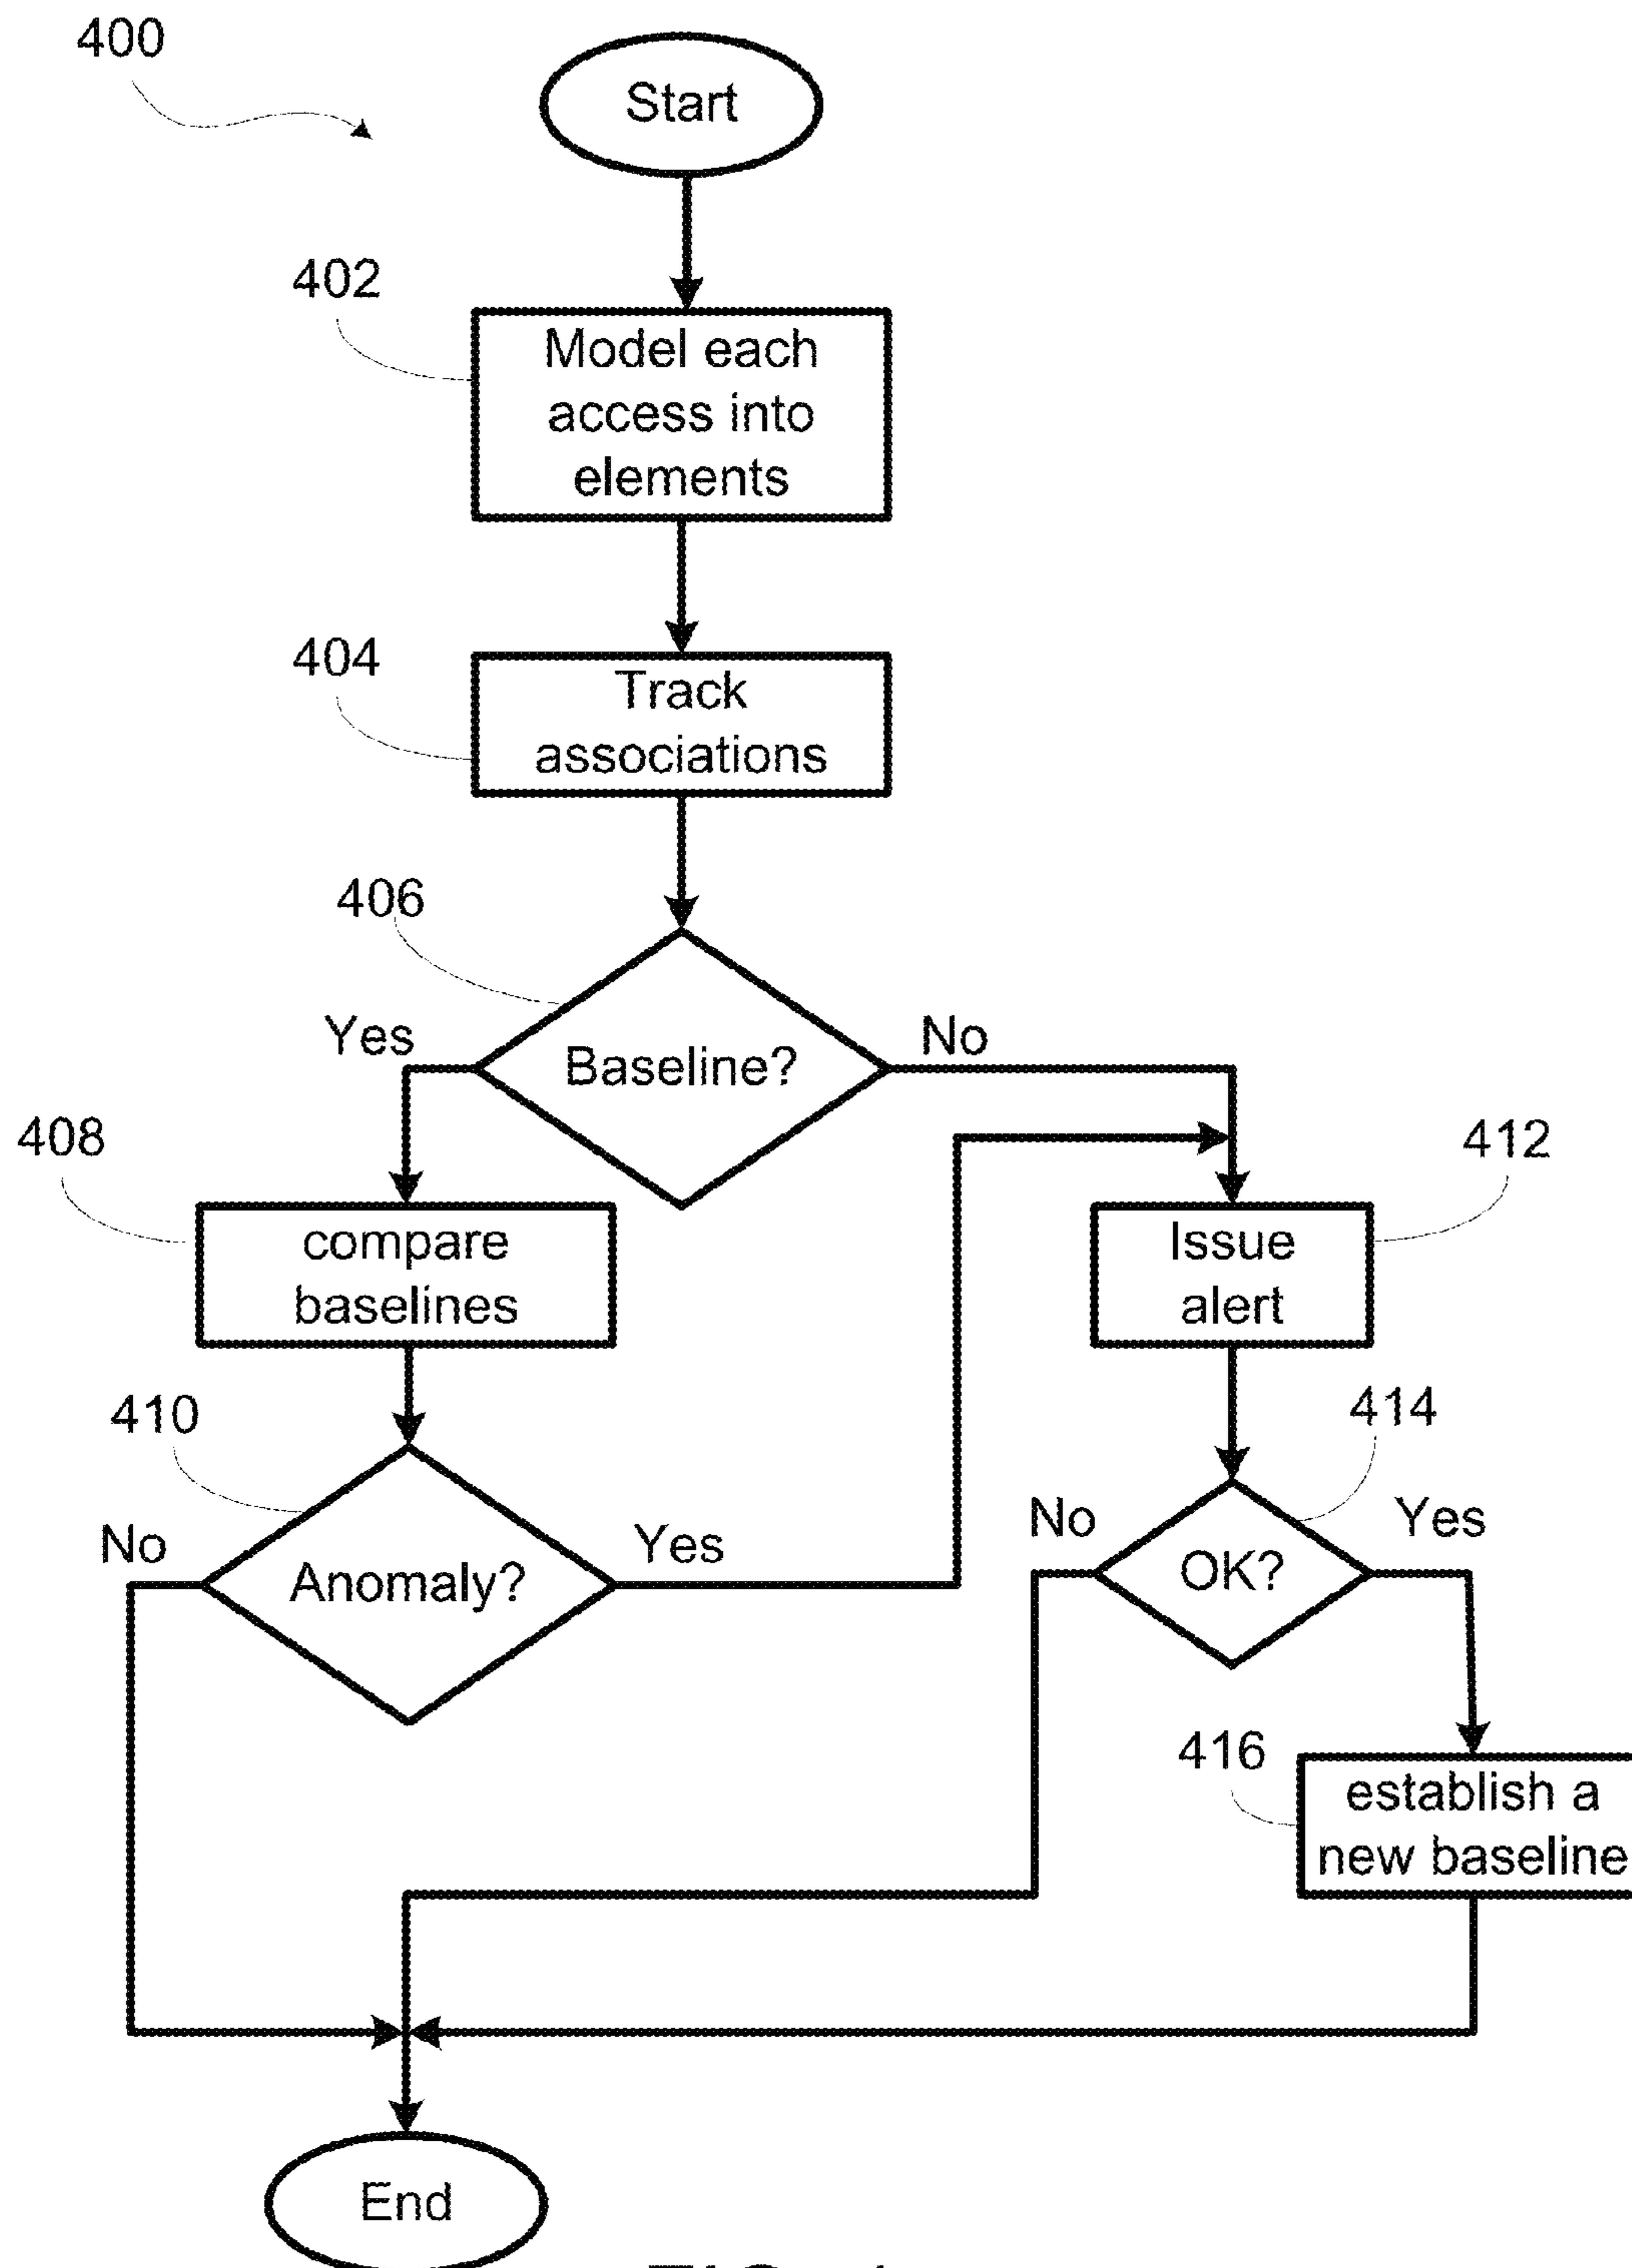 400
Start
402
Model each
access into
elements
404
Track
associations
406
Yes
Baseline?
No
408
compare
baselines
412
Issue
alert
410
No
Anomaly?
Yes
414
No
OK?
Yes
416
establish a
new baseline
End